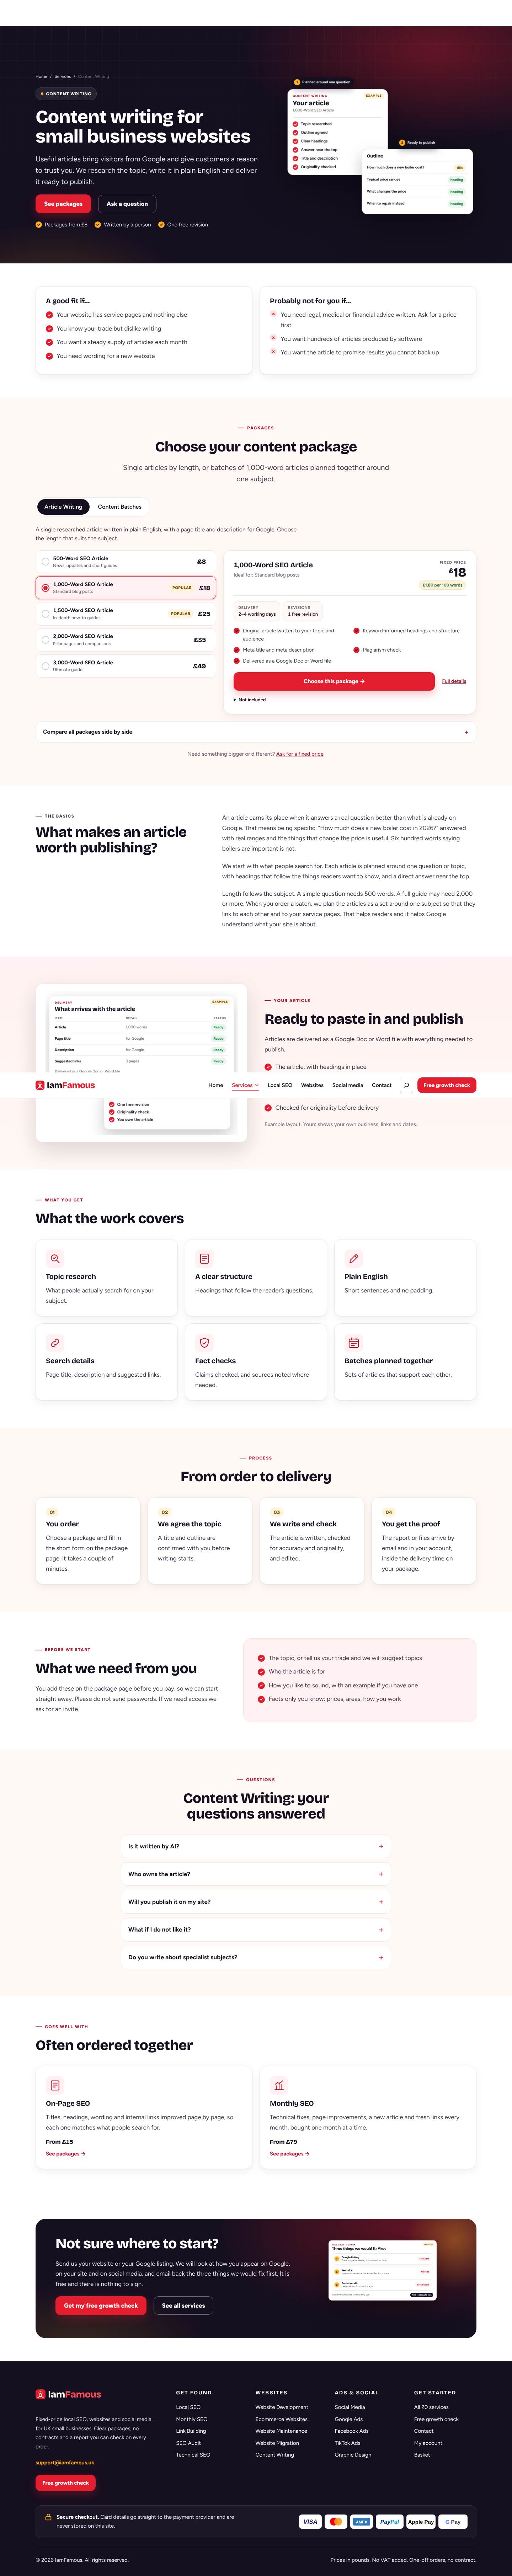 Home / Services / Content Writing
CONTENT WRITING
Content writing for
small business websites
Useful articles bring visitors from Google and give customers a reason
to trust you. We research the topic, write it in plain English and deliver
it ready to publish.
See packages
Ask a question
Packages from £8
Written by a person
One free revision
1 Planned around one question
CONTENT WRITING
EXAMPLE
Your article
1,000-Word SEO Article
Topic researched
Outline agreed
Clear headings
Answer near the top
Title and description
Originality checked
2 Ready to publish
Outline
How much does a new boiler cost?
Title
Typical price ranges
Heading
What changes the price
Heading
When to repair instead
Heading
A good fit if...
Your website has service pages and nothing else
You know your trade but dislike writing
You want a steady supply of articles each month
You need wording for a new website
Probably not for you if...
You need legal, medical or financial advice written. Ask for a price
first
You want hundreds of articles produced by software
You want the article to promise results you cannot back up
PACKAGES
Choose your content package
Single articles by length, or batches of 1,000-word articles planned together around
one subject.
Article Writing
Content Batches
A single researched article written in plain English, with a page title and description for Google. Choose
the length that suits the subject.
500-Word SEO Article
News, updates and short guides
£8
1,000-Word SEO Article
Standard blog posts
POPULAR
£18
1,500-Word SEO Article
In-depth how-to guides
POPULAR
£25
2,000-Word SEO Article
Pillar pages and comparisons
£35
3,000-Word SEO Article
Ultimate guides
£49
1,000-Word SEO Article
Ideal for: Standard blog posts
FIXED PRICE
£18
£1.80 per 100 words
DELIVERY
2–4 working days
REVISIONS
1 free revision
Original article written to your topic and
audience
Keyword-informed headings and structure
Meta title and meta description
Plagiarism check
Delivered as a Google Doc or Word file
Choose this package →
Full details
Not included
Compare all packages side by side
+
Need something bigger or different? Ask for a fixed price
THE BASICS
What makes an article
worth publishing?
An article earns its place when it answers a real question better than what is already on
Google. That means being specific. "How much does a new boiler cost in 2026?" answered
with real ranges and the things that change the price is useful. Six hundred words saying
boilers are important is not.
We start with what people search for. Each article is planned around one question or topic,
with headings that follow the things readers want to know, and a direct answer near the top.
Length follows the subject. A simple question needs 500 words. A full guide may need 2,000
or more. When you order a batch, we plan the articles as a set around one subject so that they
link to each other and to your service pages. That helps readers and it helps Google
understand what your site is about.
DELIVERY
EXAMPLE
What arrives with the article
ITEM DETAIL STATUS
Article 1,000 words Ready
Page title for Google Ready
Description for Google Ready
Suggested links 3 pages Ready
Delivered as a Google Doc or Word file
YOUR ARTICLE
Ready to paste in and publish
Articles are delivered as a Google Doc or Word file with everything needed to
publish.
The article, with headings in place
IamFamous
Home
Services
Local SEO
Websites
Social media
Contact
Free growth check
One free revision
Originality check
You own the article
Checked for originality before delivery
Example layout. Yours shows your own business, links and dates.
WHAT YOU GET
What the work covers
Topic research
What people actually search for on your
subject.
A clear structure
Headings that follow the reader's questions.
Plain English
Short sentences and no padding.
Search details
Page title, description and suggested links.
Fact checks
Claims checked, and sources noted where
needed.
Batches planned together
Sets of articles that support each other.
PROCESS
From order to delivery
01
You order
Choose a package and fill in
the short form on the package
page. It takes a couple of
minutes.
02
We agree the topic
A title and outline are
confirmed with you before
writing starts.
03
We write and check
The article is written, checked
for accuracy and originality,
and edited.
04
You get the proof
The report or files arrive by
email and in your account,
inside the delivery time on
your package.
BEFORE WE START
What we need from you
You add these on the package page before you pay, so we can start
straight away. Please do not send passwords. If we need access we
ask for an invite.
The topic, or tell us your trade and we will suggest topics
Who the article is for
How you like to sound, with an example if you have one
Facts only you know: prices, areas, how you work
QUESTIONS
Content Writing: your
questions answered
Is it written by AI?
+
Who owns the article?
+
Will you publish it on my site?
+
What if I do not like it?
+
Do you write about specialist subjects?
+
GOES WELL WITH
Often ordered together
On-Page SEO
Titles, headings, wording and internal links improved page by page, so
each one matches what people search for.
From £15
See packages →
Monthly SEO
Technical fixes, page improvements, a new article and fresh links every
month, bought one month at a time.
From £79
See packages →
Not sure where to start?
Send us your website or your Google listing. We will look at how you appear on Google,
on your site and on social media, and email back the three things we would fix first. It is
free and there is nothing to sign.
Get my free growth check
See all services
Three things we would fix first
Google listing
Website
Social media
IamFamous
Fixed-price local SEO, websites and social media
for UK small businesses. Clear packages, no
contracts and a report you can check on every
order.
support@iamfamous.uk
Free growth check
GET FOUND
Local SEO
Monthly SEO
Link Building
SEO Audit
Technical SEO
WEBSITES
Website Development
Ecommerce Websites
Website Maintenance
Website Migration
Content Writing
ADS & SOCIAL
Social Media
Google Ads
Facebook Ads
TikTok Ads
Graphic Design
GET STARTED
All 20 services
Free growth check
Contact
My account
Basket
Secure checkout. Card details go straight to the payment provider and are
never stored on this site.
VISA
AMEX
PayPal
Apple Pay
G Pay
© 2026 IamFamous. All rights reserved.
Prices in pounds. No VAT added. One-off orders, no contract.